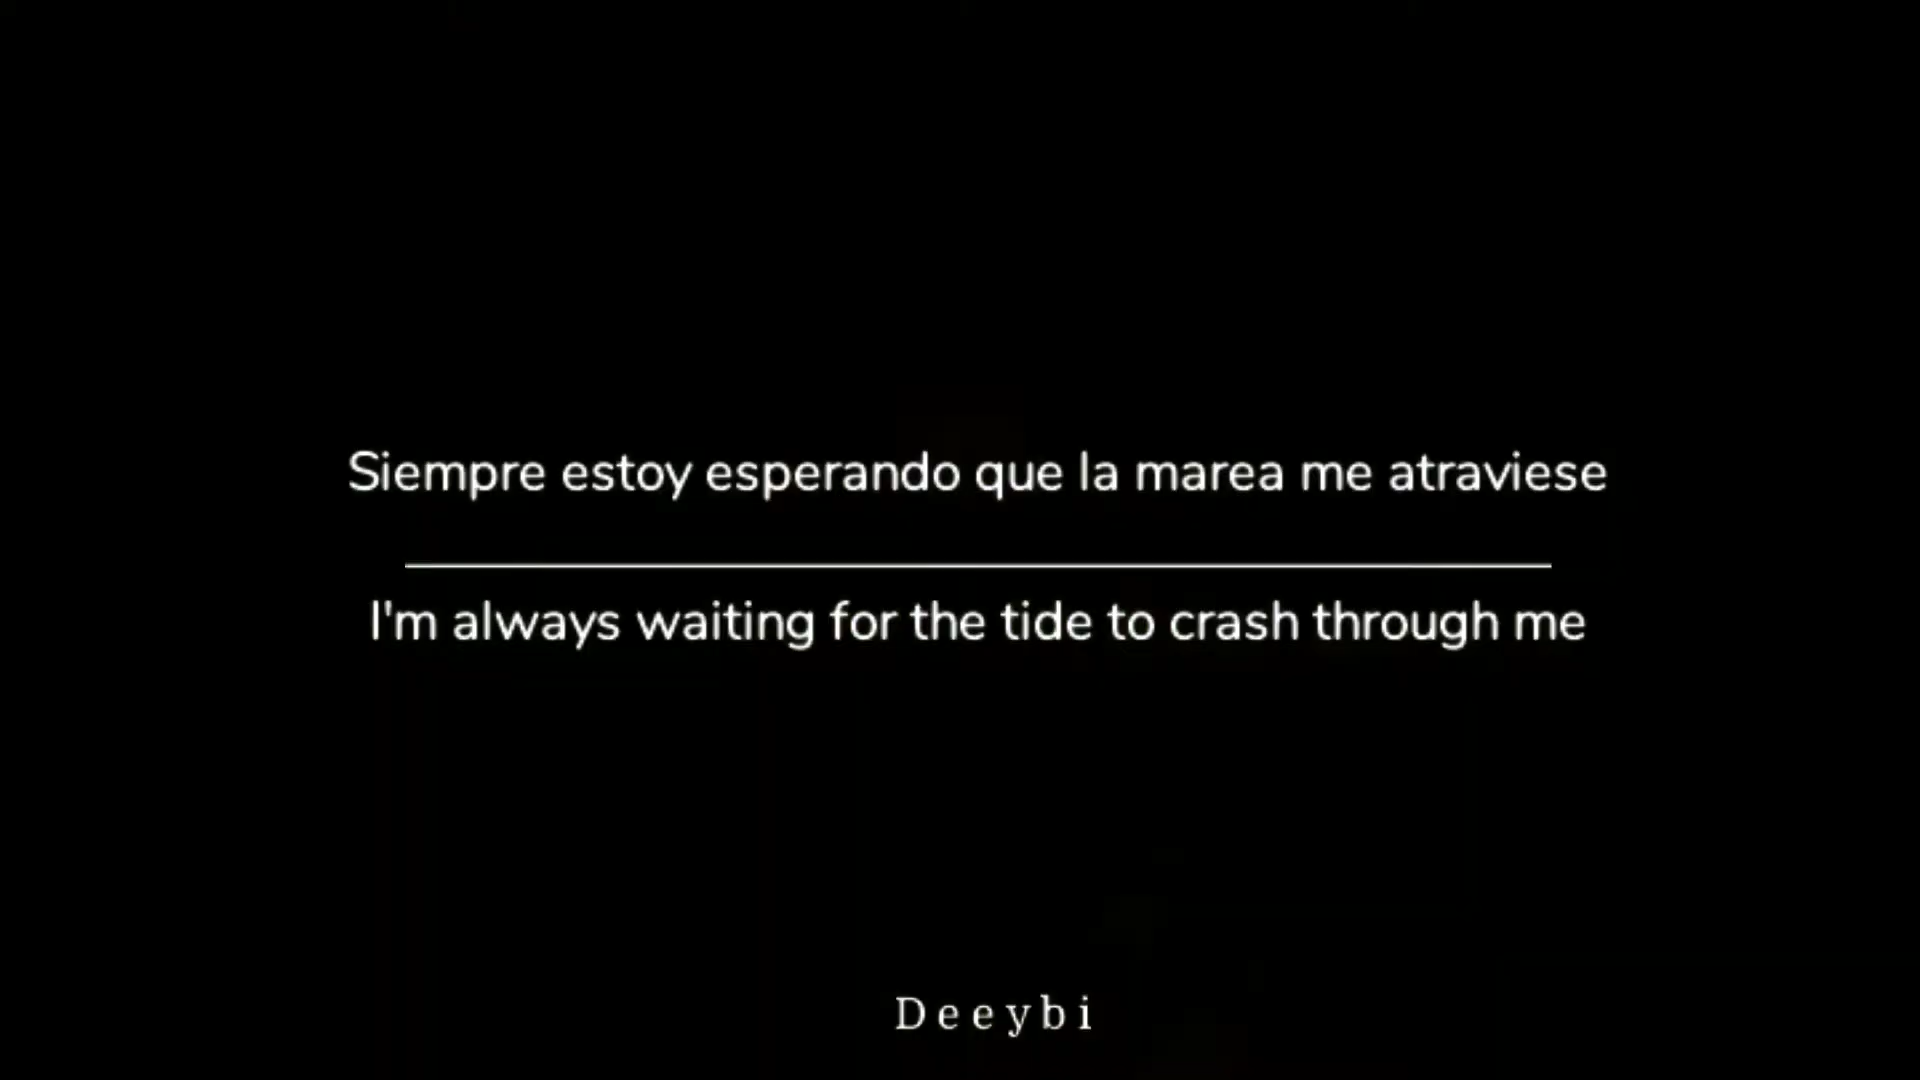 Siempre estoy esperando que la marea me atraviese
I'm always waiting for the tide to crash through me
Deeybi